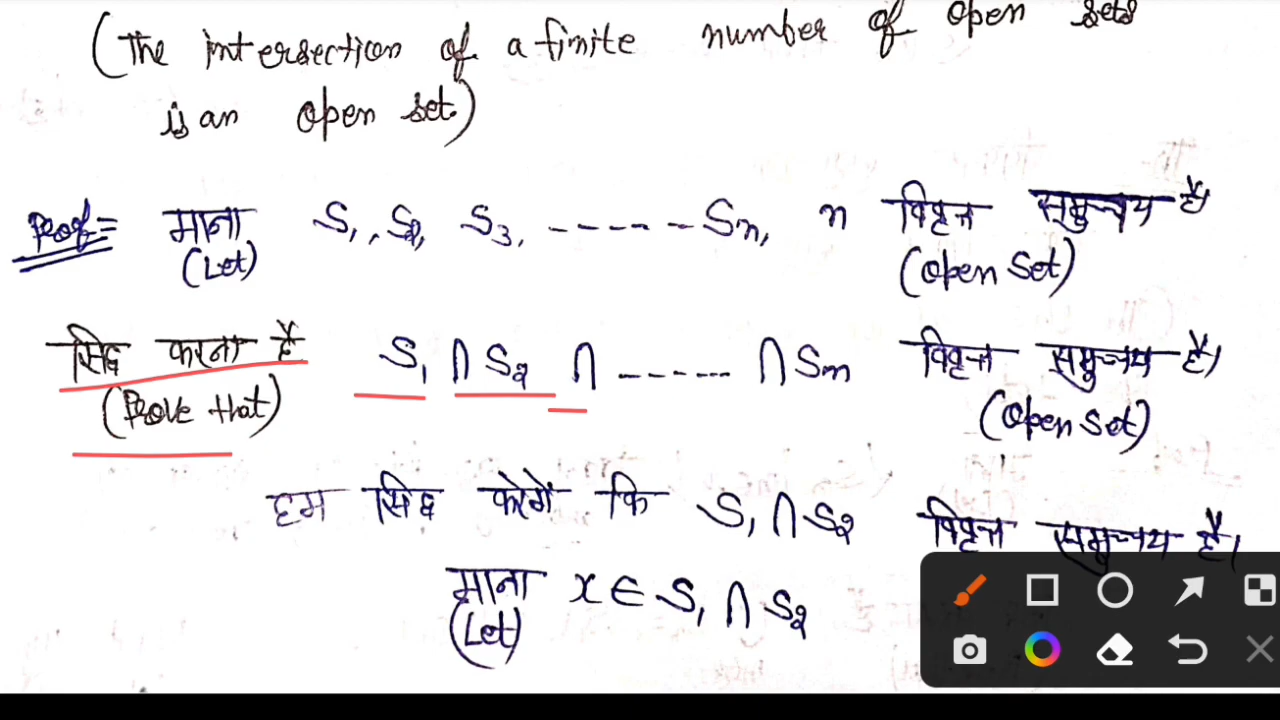 (The intersection of a finite number of open sets
is an open set.)
Proof= माना S1, S2, S3, ------ Sn, n विवृत्त समुच्चय है।
(Let) (Open Set)
सिद्ध करना है S1 ∩ S2 ∩ ------ ∩ Sn विवृत्त समुच्चय है।
(Prove that) (Open Set)
हम सिद्ध करेगें कि S1 ∩ S2 विवृत्त समुच्चय है।
माना x ∈ S1 ∩ S2
(Let)